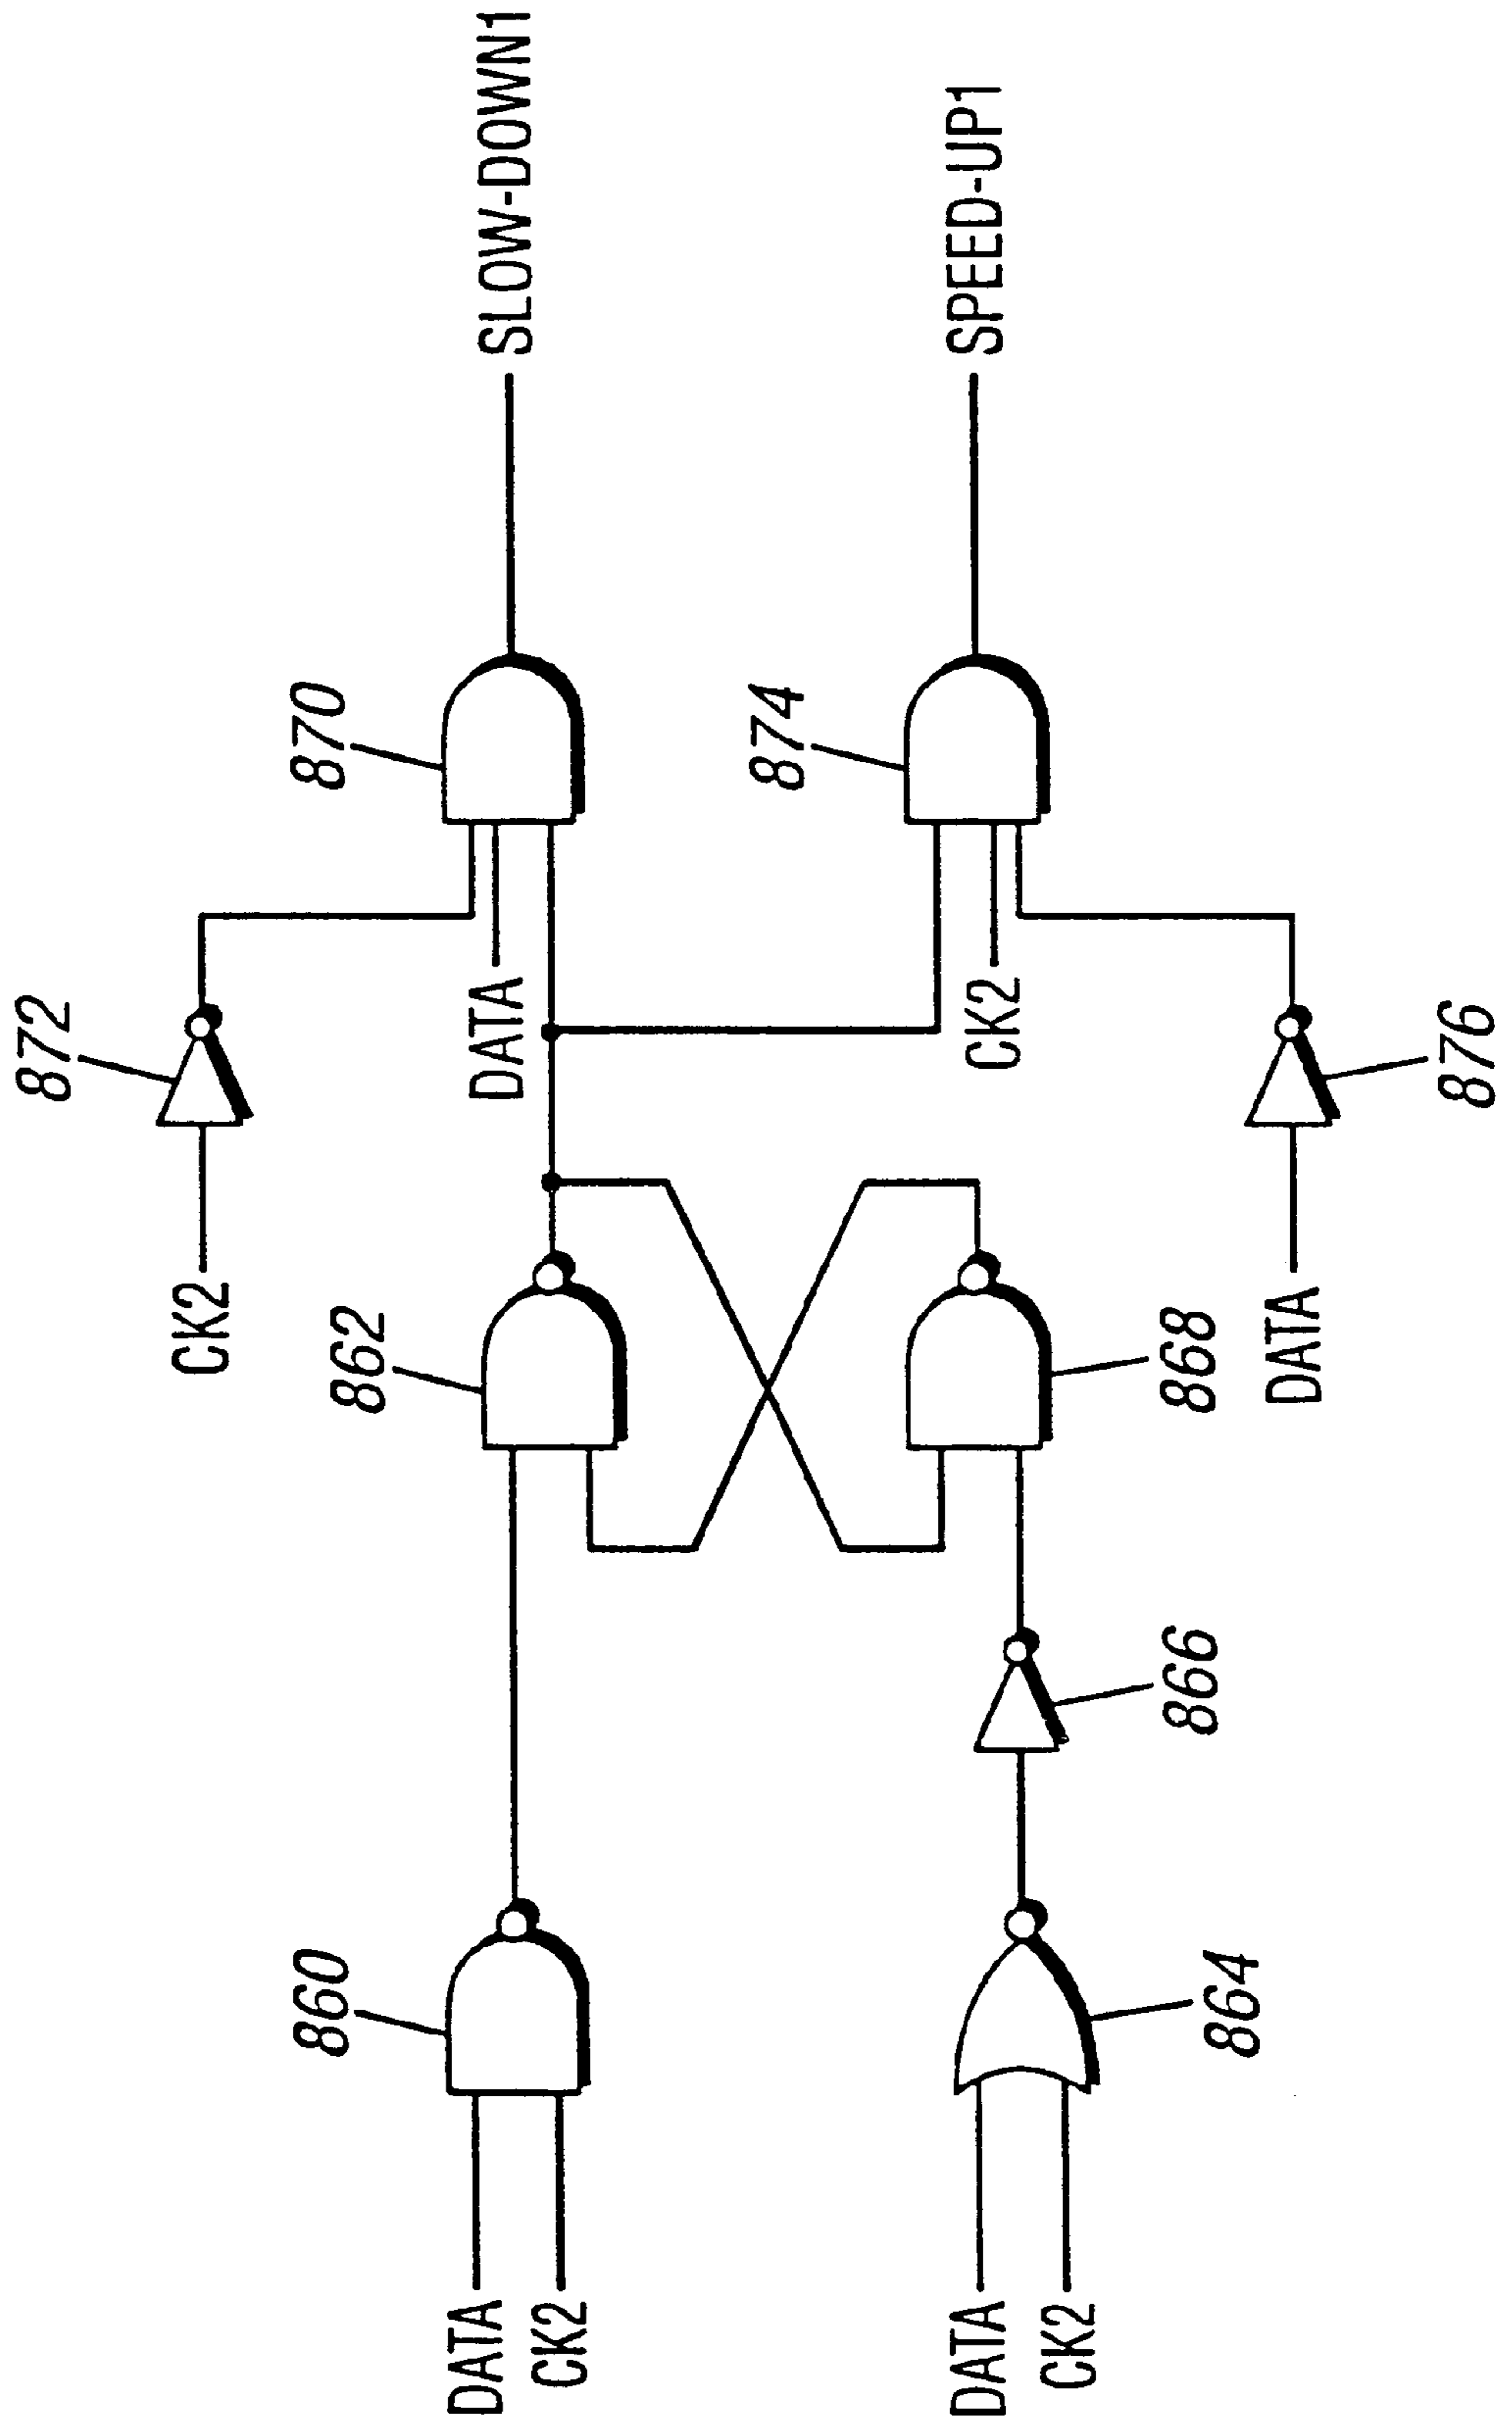 872
CK2
870
SLOW-DOWN1
DATA
862
860
DATA
CK2
874
SPEED-UP1
CK2
868
866
864
DATA
CK2
DATA
876